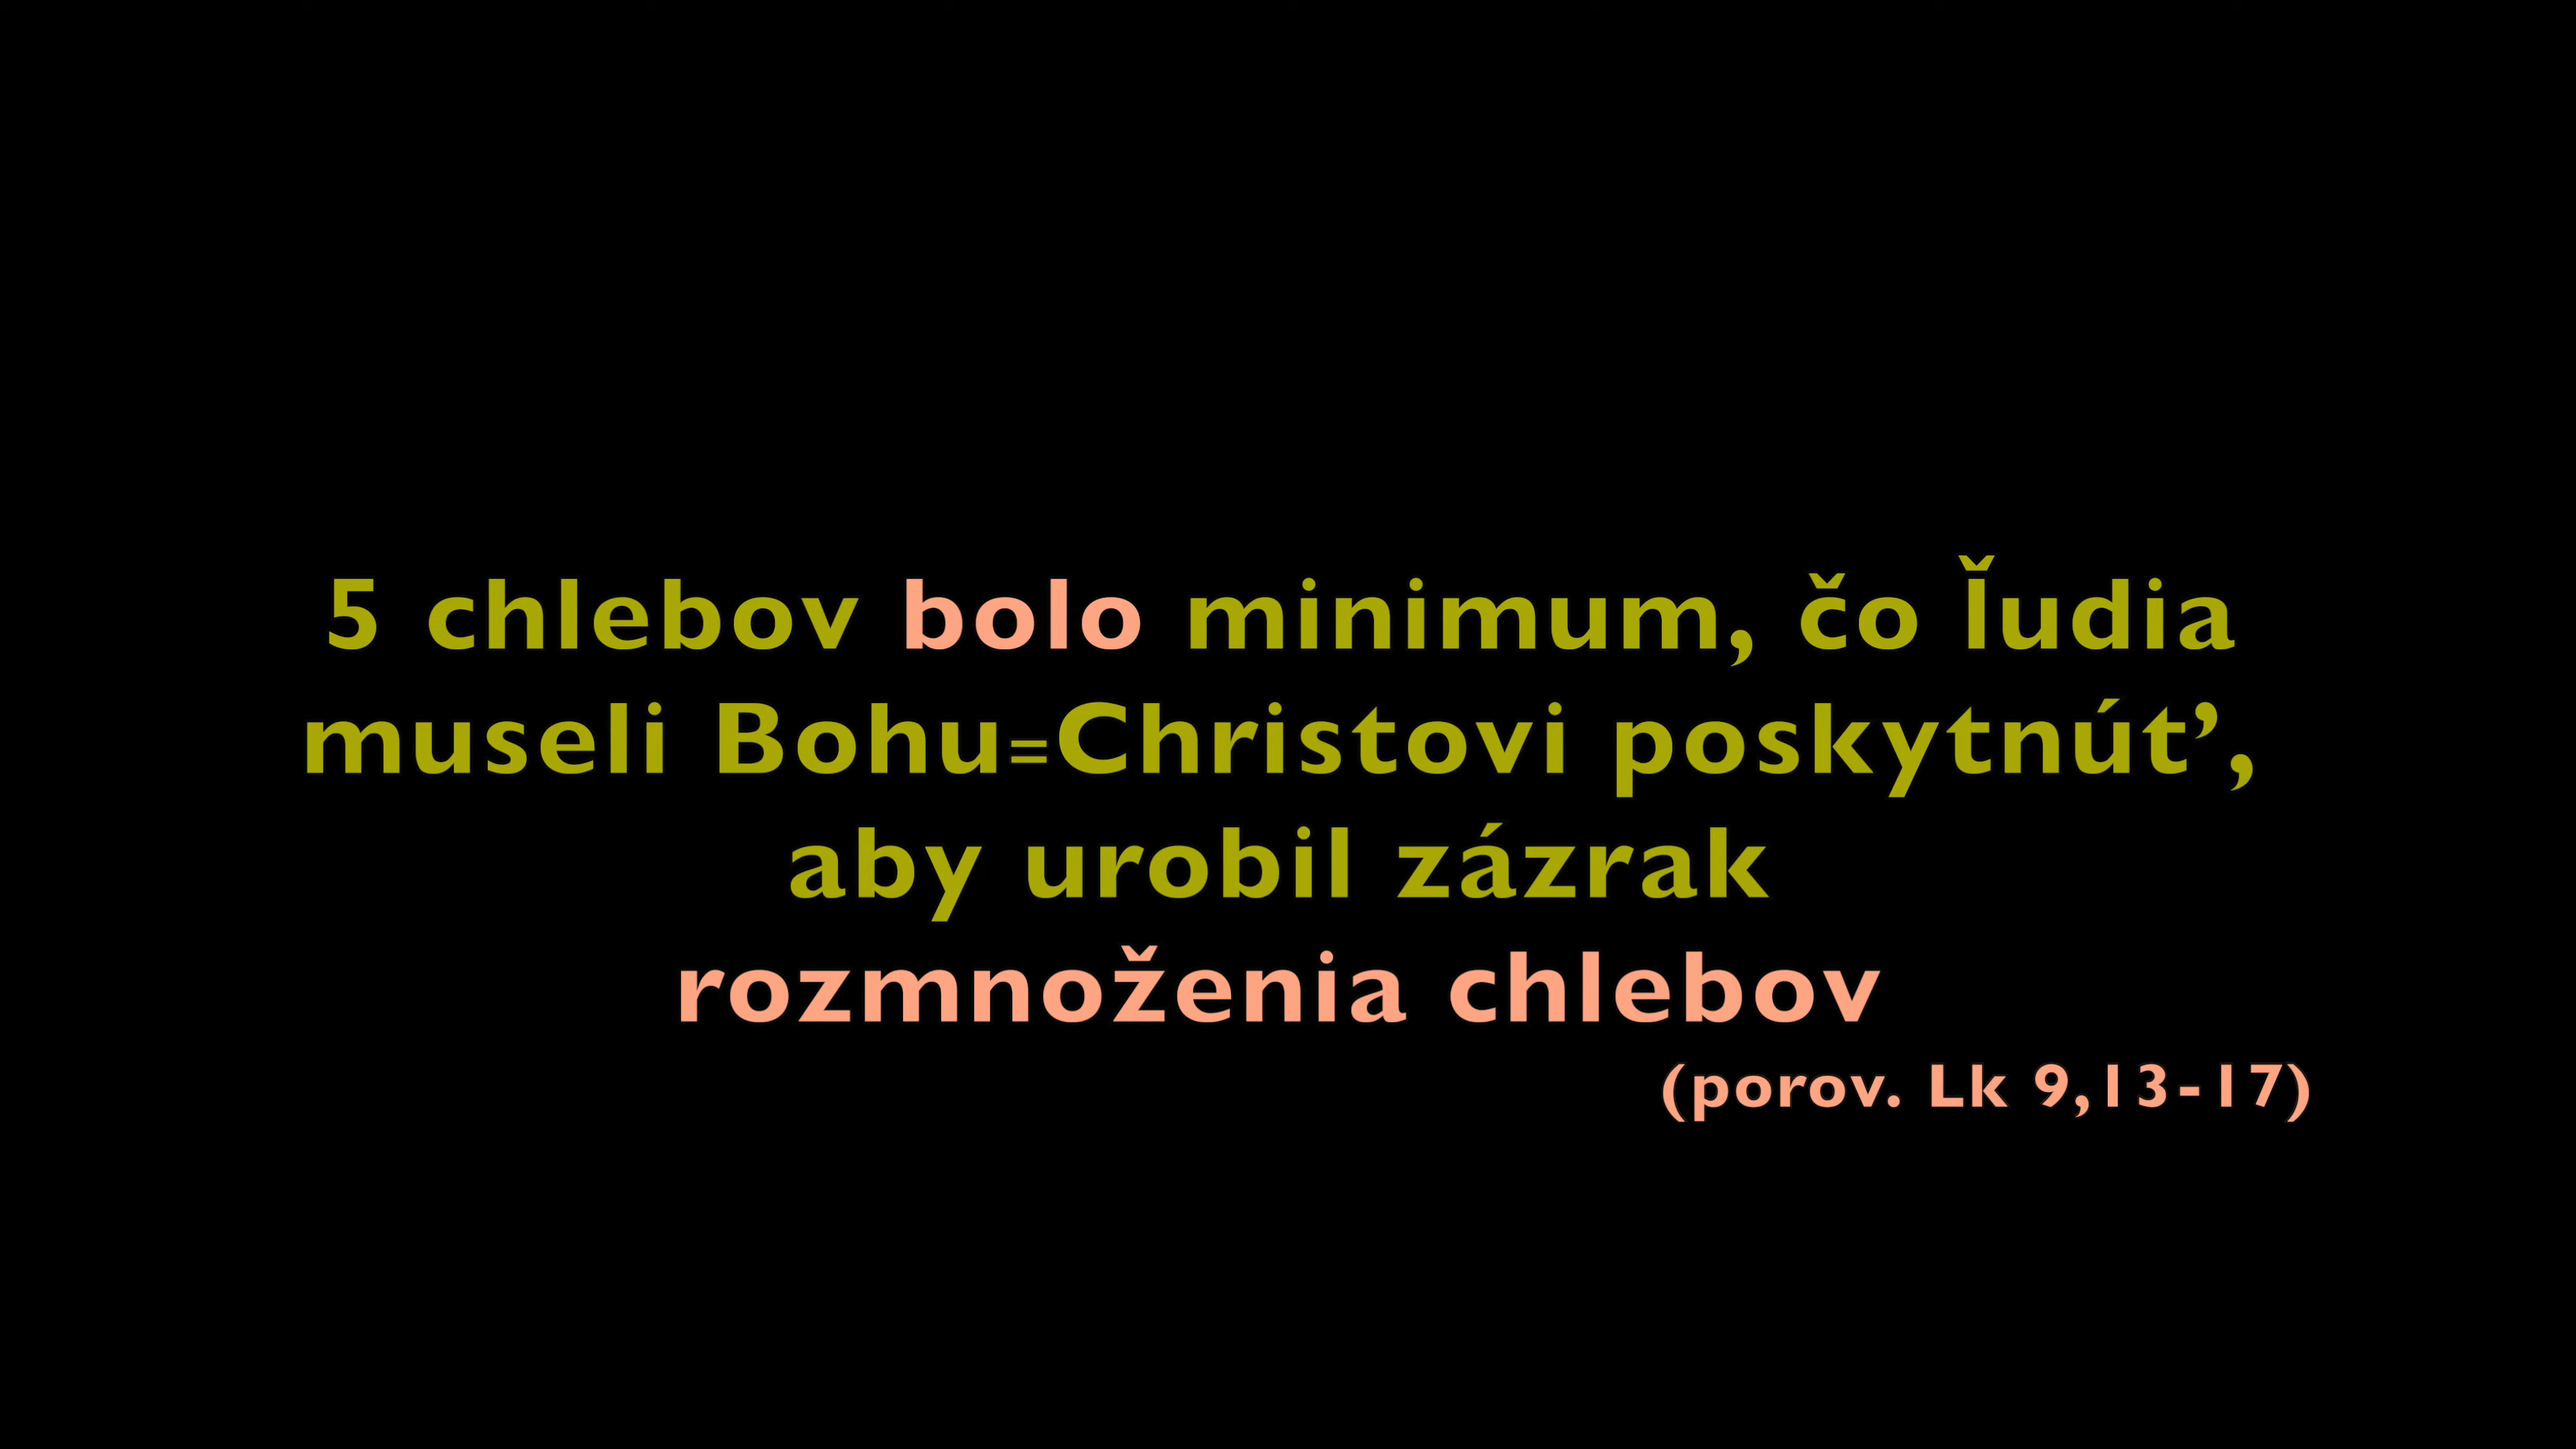 5 chlebov bolo minimum, čo ľudia
museli Bohu=Christovi poskytnúť,
aby urobil zázrak
rozmnoženia chlebov
(porov. Lk 9,13-17)